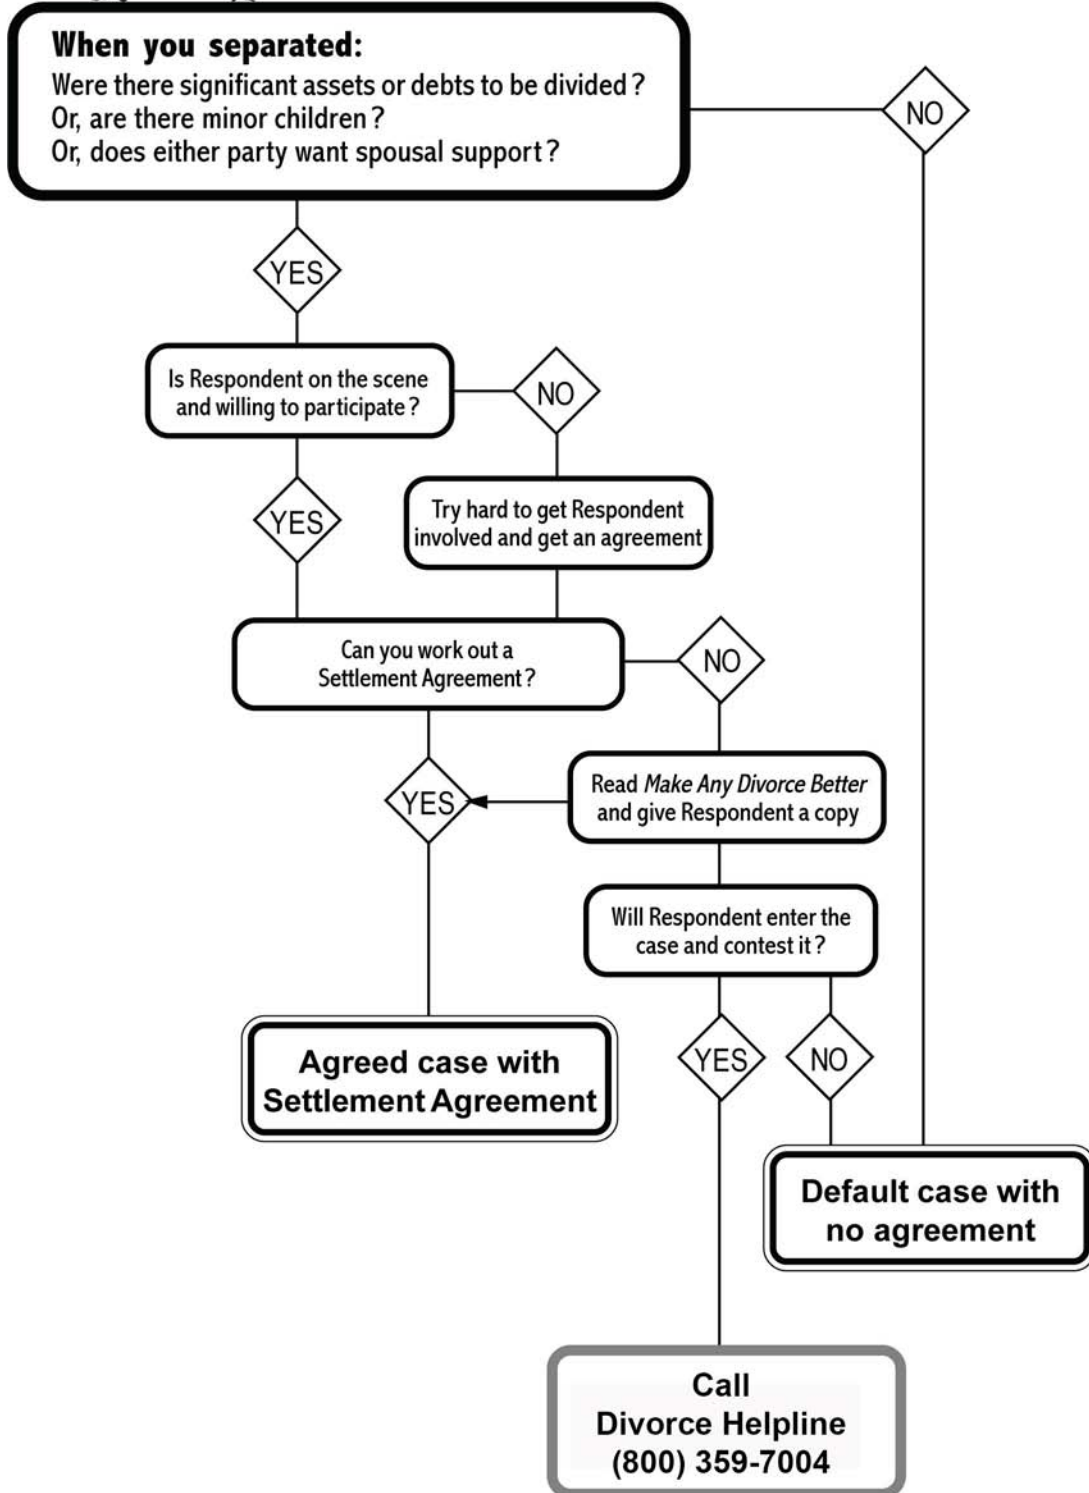 When you separated:
Were there significant assets or debts to be divided?
Or, are there minor children?
Or, does either party want spousal support?
NO
YES
Is Respondent on the scene
and willing to participate?
NO
YES
Try hard to get Respondent
involved and get an agreement
Can you work out a
Settlement Agreement?
NO
YES
Read Make Any Divorce Better
and give Respondent a copy
Will Respondent enter the
case and contest it?
YES
NO
Agreed case with
Settlement Agreement
Default case with
no agreement
Call
Divorce Helpline
(800) 359-7004